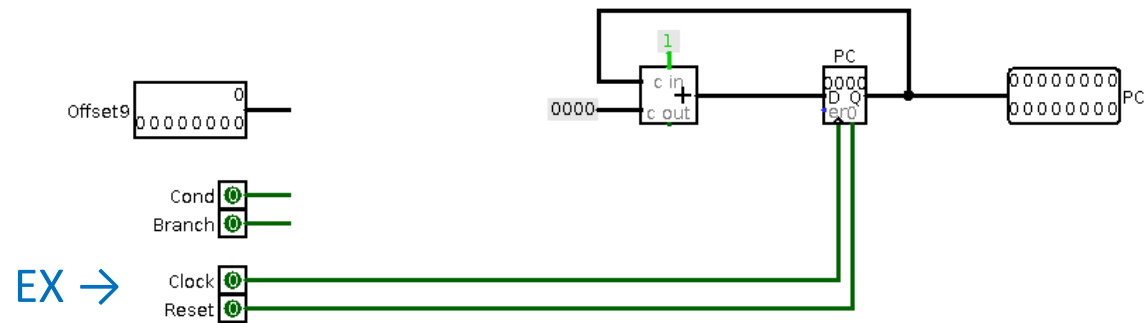 1
PC
c in
+
c out
0000
0000
D Q
en 0
00000000
00000000
PC
Offset9
0
00000000
Cond
0
Branch
0
EX →
Clock
0
Reset
0